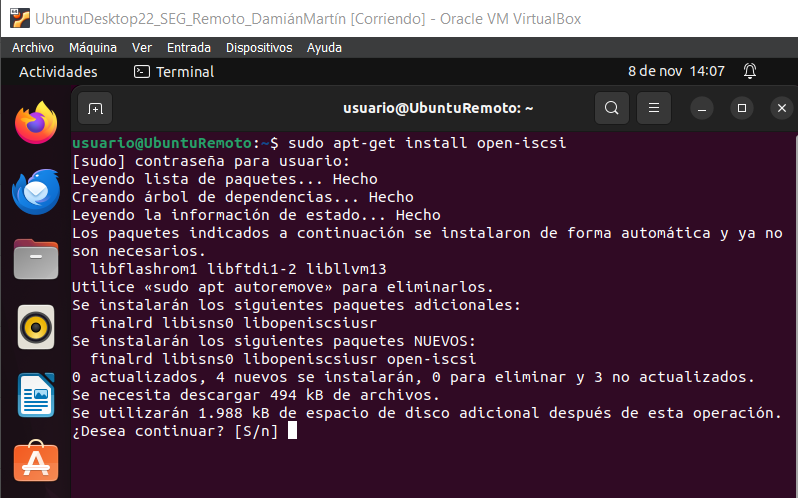 UbuntuDesktop22_SEG_Remoto_DamiánMartín [Corriendo] - Oracle VM VirtualBox
Archivo Máquina Ver Entrada Dispositivos Ayuda
Actividades Terminal 8 de nov 14:07
usuario@UbuntuRemoto: ~
usuario@UbuntuRemoto:~$ sudo apt-get install open-iscsi
[sudo] contraseña para usuario:
Leyendo lista de paquetes... Hecho
Creando árbol de dependencias... Hecho
Leyendo la información de estado... Hecho
Los paquetes indicados a continuación se instalaron de forma automática y ya no
son necesarios.
libflashrom1 libftdi1-2 libllvm13
Utilice «sudo apt autoremove» para eliminarlos.
Se instalarán los siguientes paquetes adicionales:
finalrd libisns0 libopeniscsiusr
Se instalarán los siguientes paquetes NUEVOS:
finalrd libisns0 libopeniscsiusr open-iscsi
0 actualizados, 4 nuevos se instalarán, 0 para eliminar y 3 no actualizados.
Se necesita descargar 494 kB de archivos.
Se utilizarán 1.988 kB de espacio de disco adicional después de esta operación.
¿Desea continuar? [S/n]